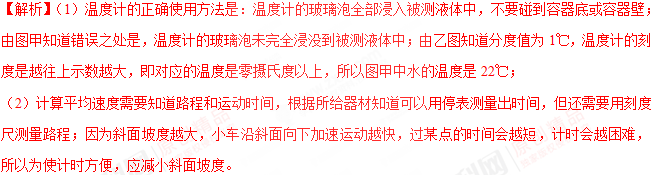 【解析】（1）温度计的正确使用方法是：温度计的玻璃泡全部浸入被测液体中，不要碰到容器底或容器壁；
由图甲知道错误之处是，温度计的玻璃泡未完全浸没到被测液体中；由乙图知道分度值为 1℃，温度计的刻
度是越往上示数越大，即对应的温度是零摄氏度以上，所以图甲中水的温度是 22℃；
（2）计算平均速度需要知道路程和运动时间，根据所给器材知道可以用停表测量出时间，但还需要用刻度
尺测量路程；因为斜面坡度越大，小车沿斜面向下加速运动越快，过某点的时间会越短，计时会越困难，
所以为使计时方便，应减小斜面坡度。